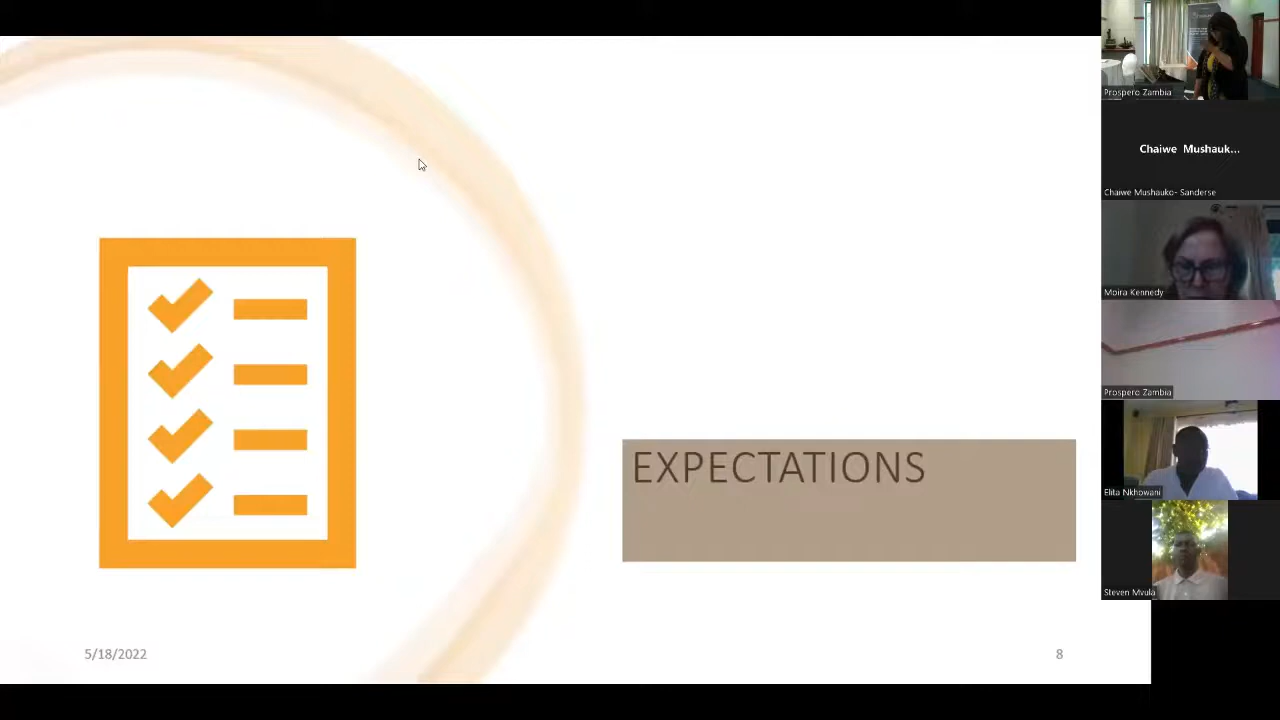 EXPECTATIONS
5/18/2022
8
Prospero Zambia
Chaiwe Mushauk...
Chaiwe Mushauko- Sanderse
Moira Kennedy
Prospero Zambia
Elita Nkhowani
Steven Mvula